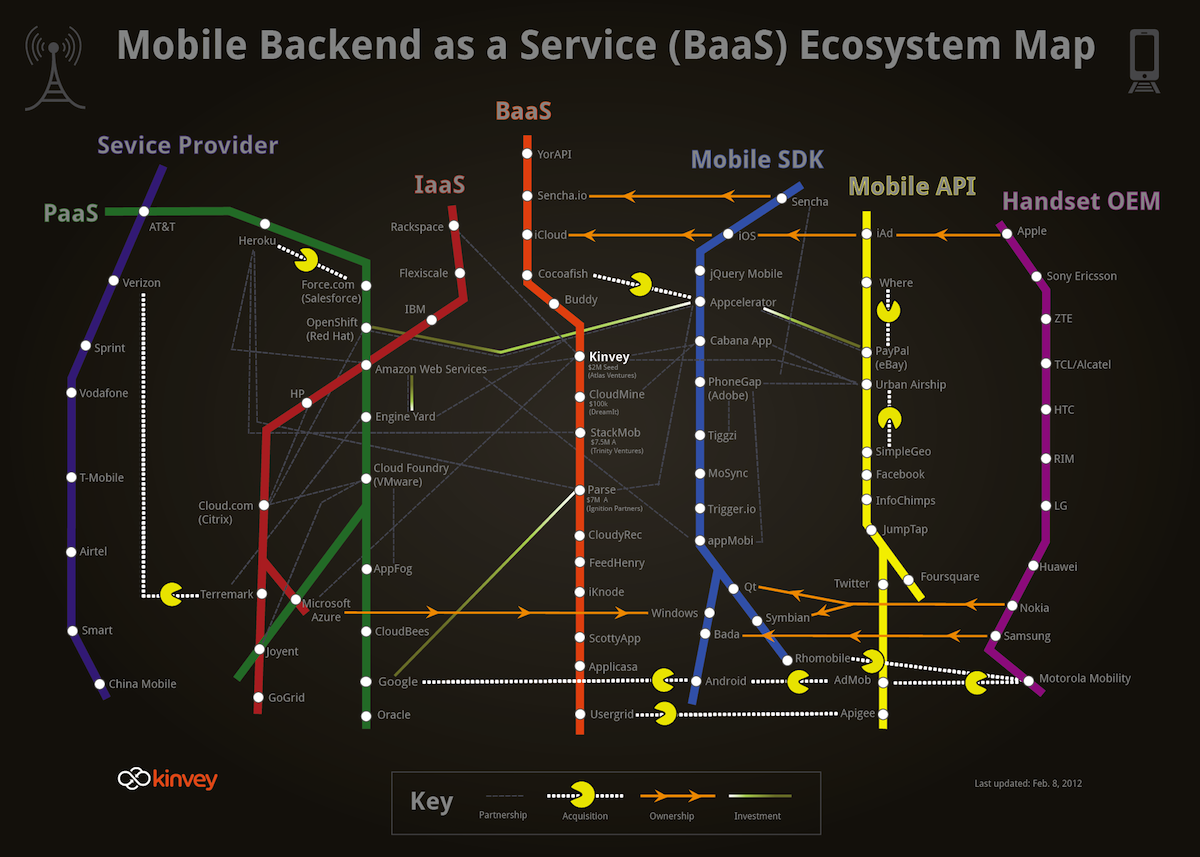 Mobile Backend as a Service (BaaS) Ecosystem Map
BaaS
Sevice Provider
Mobile SDK
IaaS
Mobile API
Handset OEM
PaaS
AT&T
Verizon
Sprint
Vodafone
T-Mobile
Airtel
Smart
China Mobile
Heroku
Force.com
(Salesforce)
OpenShift
(Red Hat)
Amazon Web Services
Engine Yard
Cloud Foundry
(VMware)
AppFog
CloudBees
Google
Oracle
Rackspace
Flexiscale
IBM
HP
Cloud.com
(Citrix)
Terremark
Microsoft
Azure
Joyent
GoGrid
YorAPI
Sencha.io
iCloud
Cocoafish
Buddy
Kinvey
$2M Seed
(Atlas Ventures)
CloudMine
$100k
(DreamIt)
StackMob
$7.5M A
(Trinity Ventures)
Parse
$7M A
(Ignition Partners)
CloudyRec
FeedHenry
iKnode
ScottyApp
Applicasa
Usergrid
Sencha
iOS
jQuery Mobile
Appcelerator
Cabana App
PhoneGap
(Adobe)
Tiggzi
MoSync
Trigger.io
appMobi
Qt
Windows
Symbian
Bada
Rhomobile
Android
iAd
Where
PayPal
(eBay)
Urban Airship
SimpleGeo
Facebook
InfoChimps
JumpTap
Twitter
Foursquare
AdMob
Apigee
Apple
Sony Ericsson
ZTE
TCL/Alcatel
HTC
RIM
LG
Huawei
Nokia
Samsung
Motorola Mobility
kinvey
Last updated: Feb. 8, 2012
Key
Partnership
Acquisition
Ownership
Investment